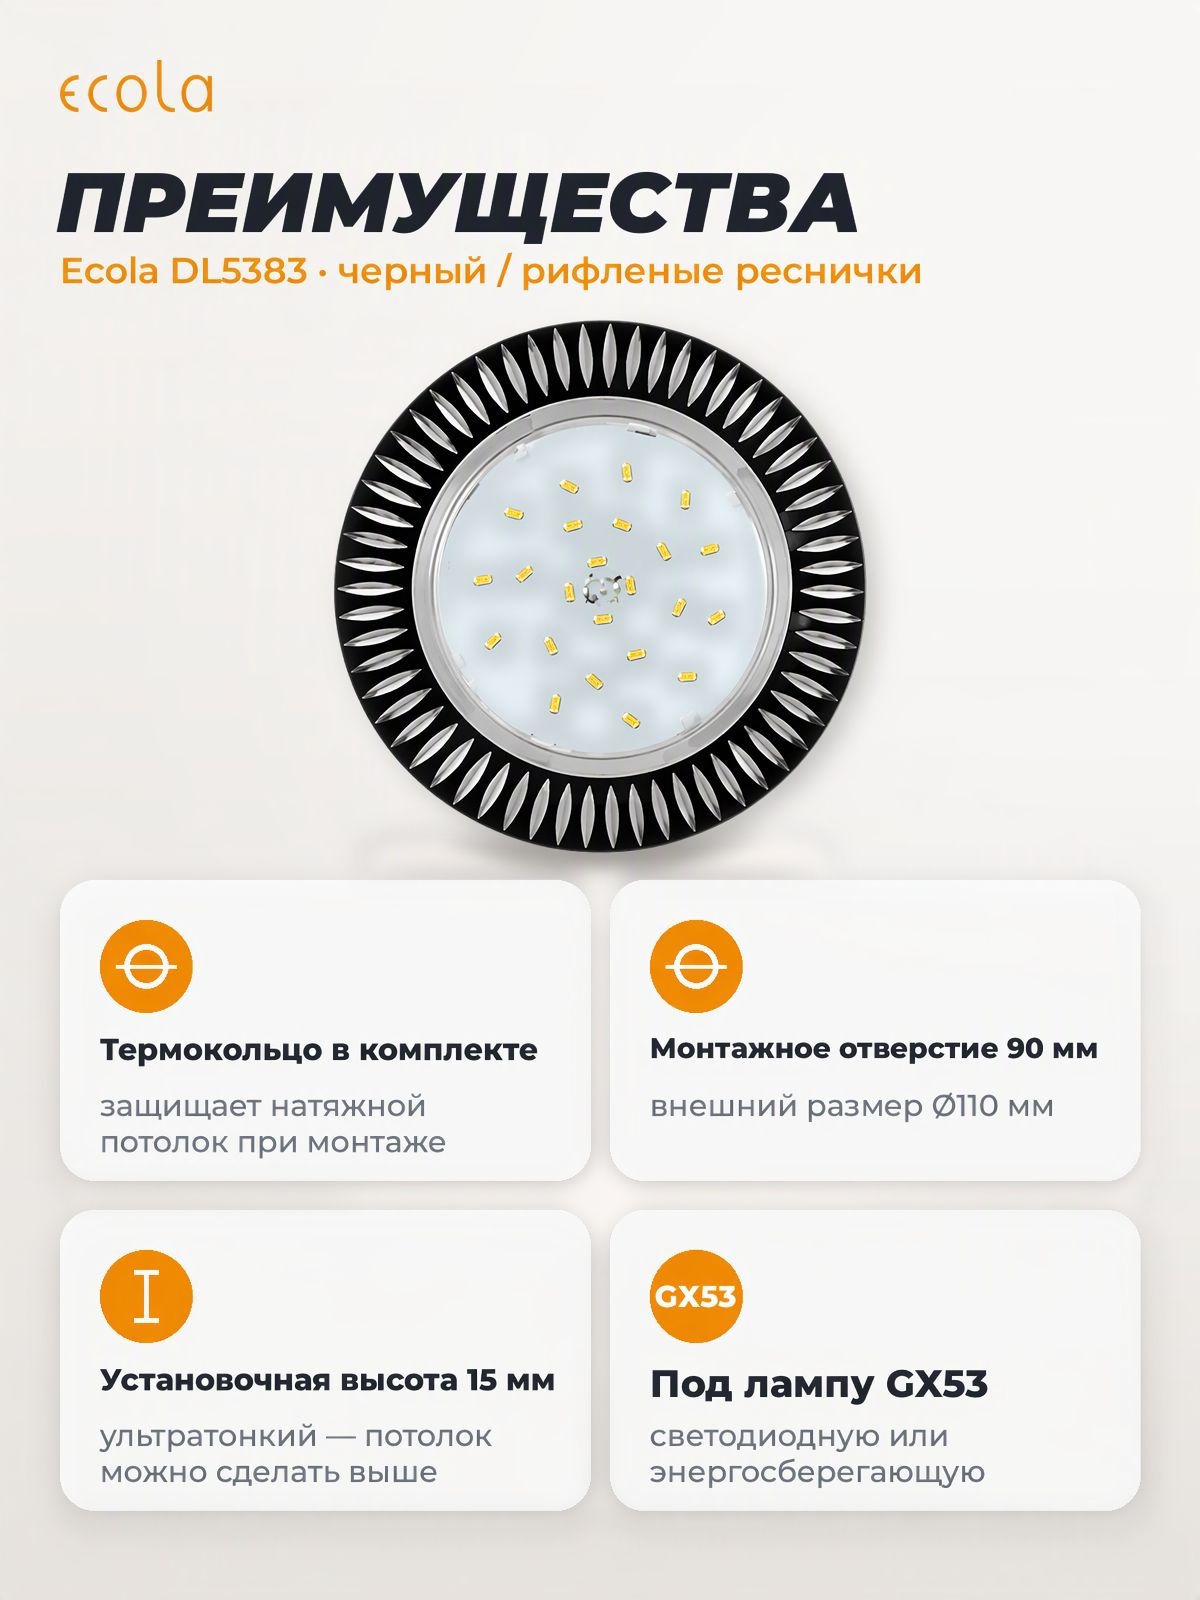 ecola
ПРЕИМУЩЕСТВА
Ecola DL5383 · черный / рифленые реснички
Термокольцо в комплекте
защищает натяжной
потолок при монтаже
Монтажное отверстие 90 мм
внешний размер Ø110 мм
Установочная высота 15 мм
ультратонкий — потолок
можно сделать выше
GX53
Под лампу GX53
светодиодную или
энергосберегающую